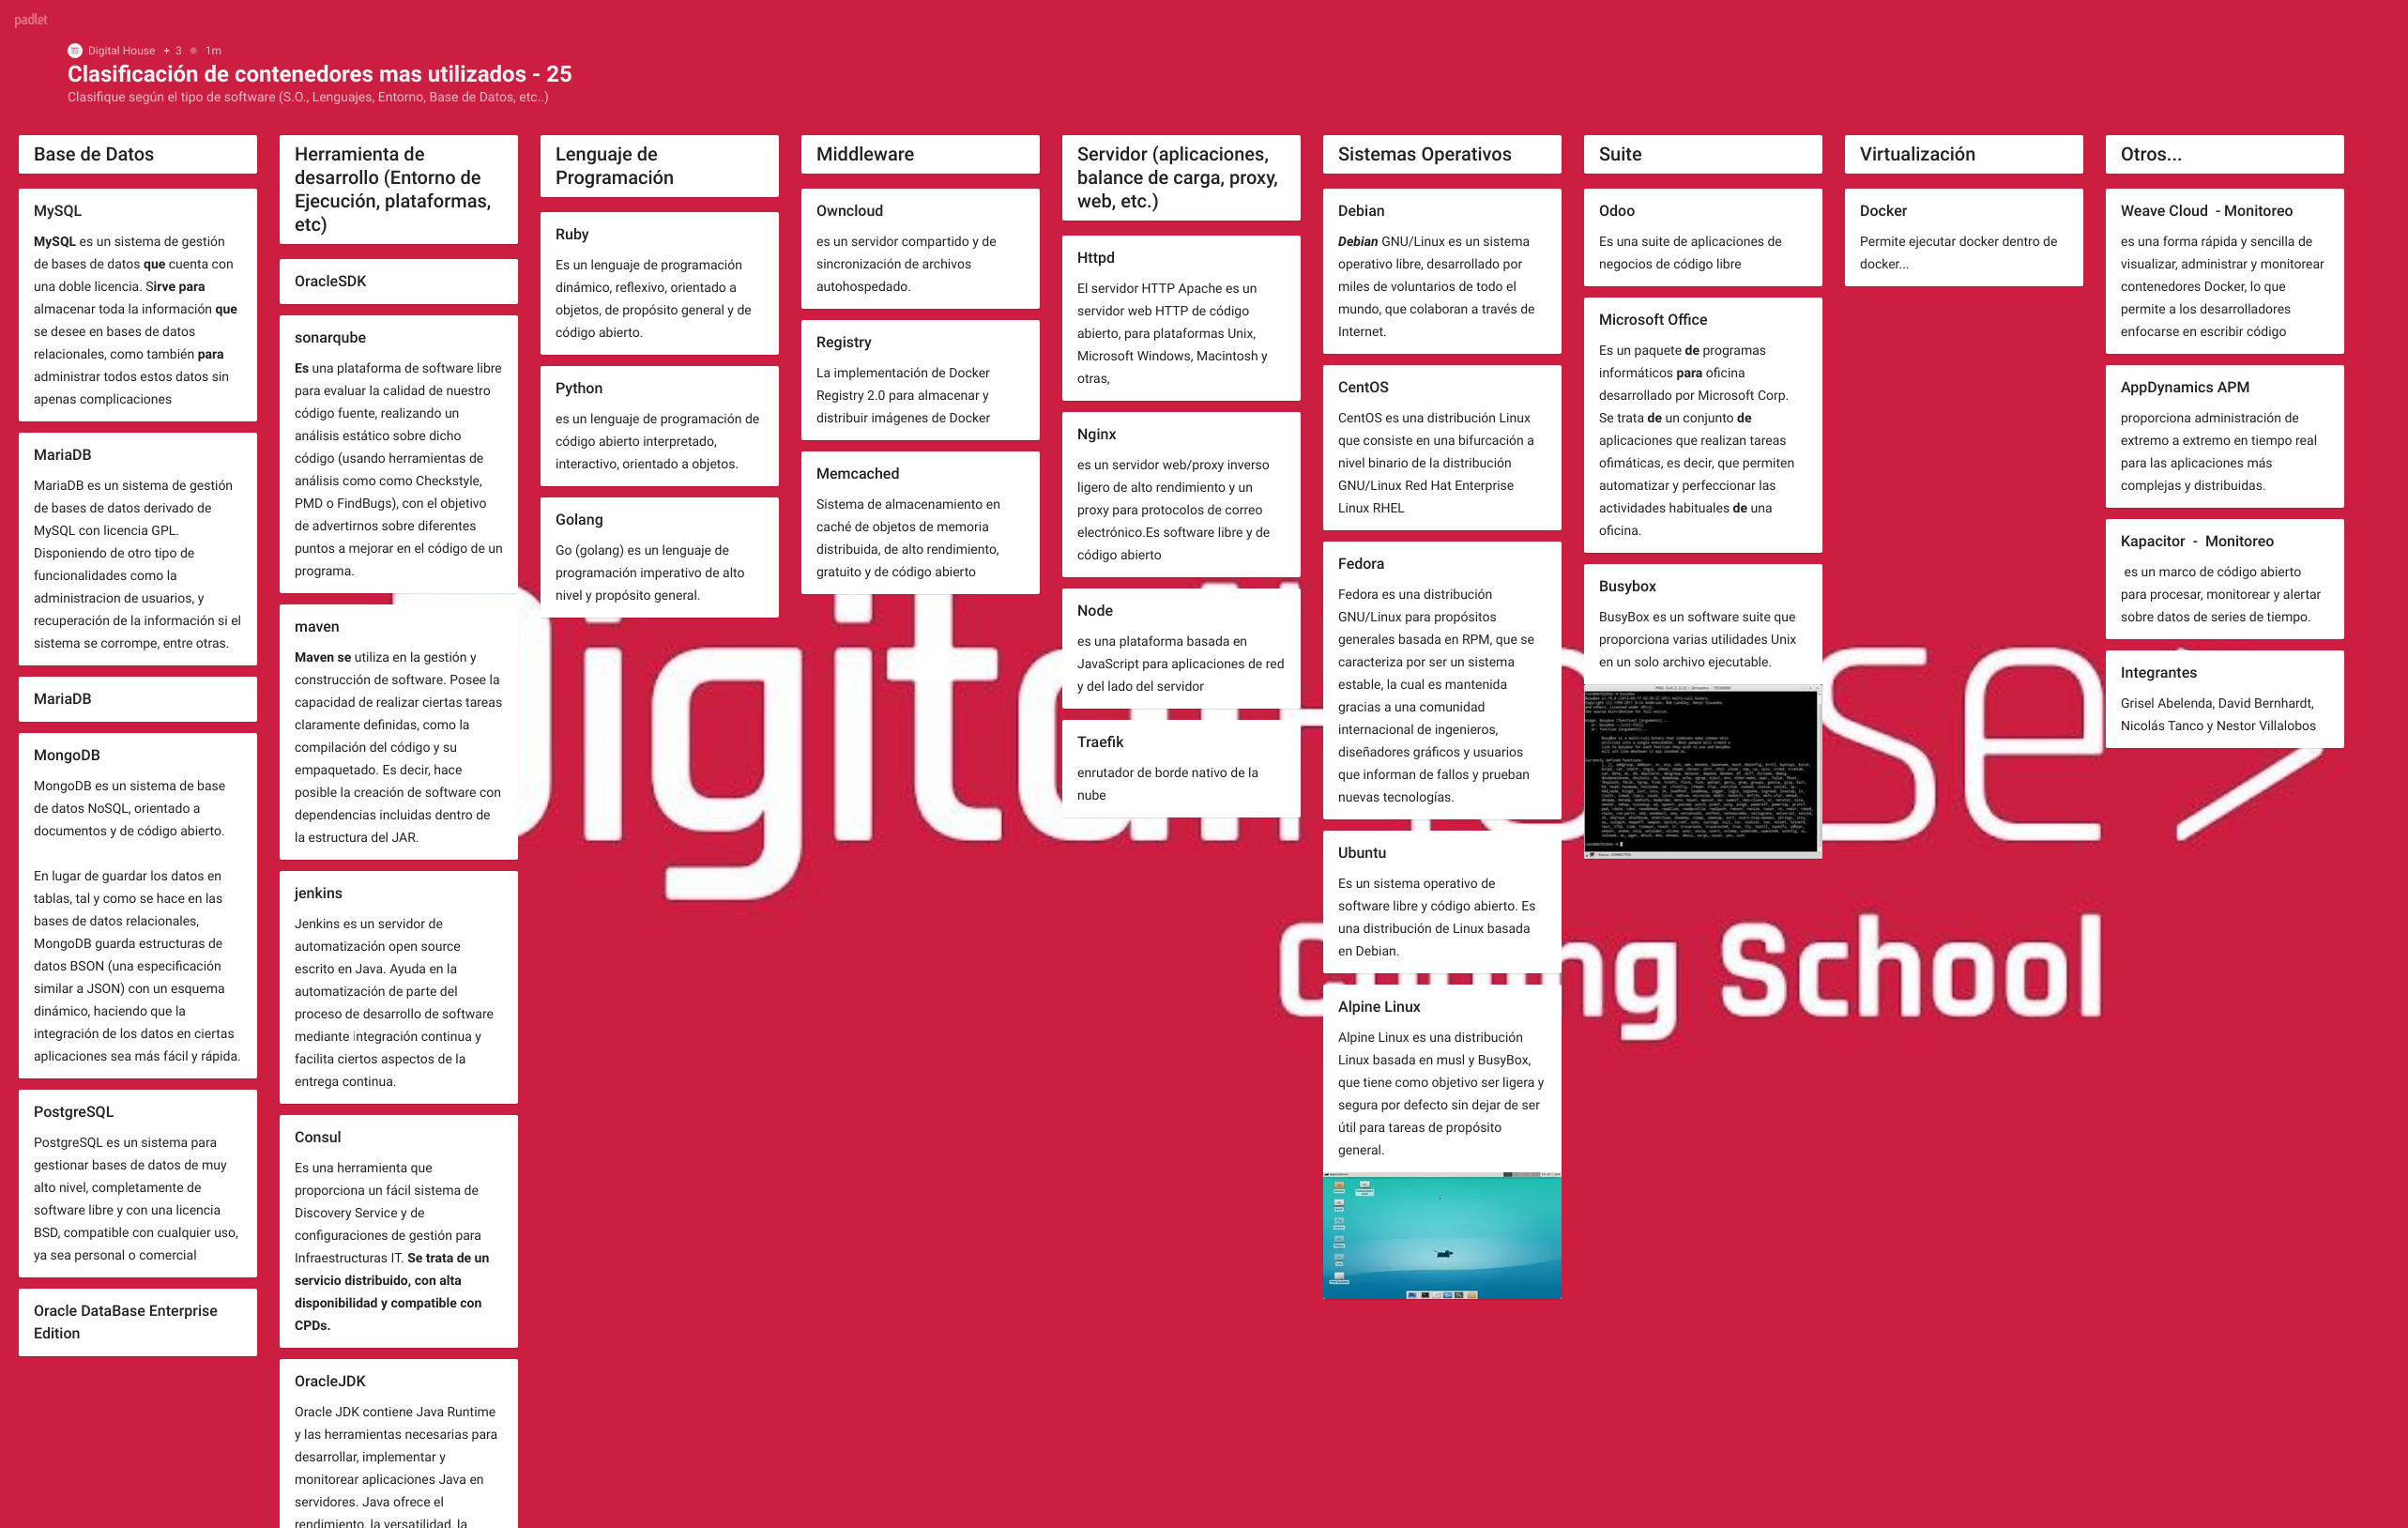 padlet
Digital House + 3 1m
Clasificación de contenedores mas utilizados - 25
Clasifique según el tipo de software (S.O., Lenguajes, Entorno, Base de Datos, etc..)
Base de Datos
MySQL
MySQL es un sistema de gestión
de bases de datos que cuenta con
una doble licencia. Sirve para
almacenar toda la información que
se desee en bases de datos
relacionales, como también para
administrar todos estos datos sin
apenas complicaciones
MariaDB
MariaDB es un sistema de gestión
de bases de datos derivado de
MySQL con licencia GPL.
Disponiendo de otro tipo de
funcionalidades como la
administracion de usuarios, y
recuperación de la información si el
sistema se corrompe, entre otras.
MariaDB
MongoDB
MongoDB es un sistema de base
de datos NoSQL, orientado a
documentos y de código abierto.
En lugar de guardar los datos en
tablas, tal y como se hace en las
bases de datos relacionales,
MongoDB guarda estructuras de
datos BSON (una especificación
similar a JSON) con un esquema
dinámico, haciendo que la
integración de los datos en ciertas
aplicaciones sea más fácil y rápida.
PostgreSQL
PostgreSQL es un sistema para
gestionar bases de datos de muy
alto nivel, completamente de
software libre y con una licencia
BSD, compatible con cualquier uso,
ya sea personal o comercial
Oracle DataBase Enterprise
Edition
Herramienta de
desarrollo (Entorno de
Ejecución, plataformas,
etc)
OracleSDK
sonarqube
Es una plataforma de software libre
para evaluar la calidad de nuestro
código fuente, realizando un
análisis estático sobre dicho
código (usando herramientas de
análisis como como Checkstyle,
PMD o FindBugs), con el objetivo
de advertirnos sobre diferentes
puntos a mejorar en el código de un
programa.
maven
Maven se utiliza en la gestión y
construcción de software. Posee la
capacidad de realizar ciertas tareas
claramente definidas, como la
compilación del código y su
empaquetado. Es decir, hace
posible la creación de software con
dependencias incluidas dentro de
la estructura del JAR.
jenkins
Jenkins es un servidor de
automatización open source
escrito en Java. Ayuda en la
automatización de parte del
proceso de desarrollo de software
mediante integración continua y
facilita ciertos aspectos de la
entrega continua.
Consul
Es una herramienta que
proporciona un fácil sistema de
Discovery Service y de
configuraciones de gestión para
Infraestructuras IT. Se trata de un
servicio distribuido, con alta
disponibilidad y compatible con
CPDs.
OracleJDK
Oracle JDK contiene Java Runtime
y las herramientas necesarias para
desarrollar, implementar y
monitorear aplicaciones Java en
servidores. Java ofrece el
rendimiento, la versatilidad, la
Lenguaje de
Programación
Ruby
Es un lenguaje de programación
dinámico, reflexivo, orientado a
objetos, de propósito general y de
código abierto.
Python
es un lenguaje de programación de
código abierto interpretado,
interactivo, orientado a objetos.
Golang
Go (golang) es un lenguaje de
programación imperativo de alto
nivel y propósito general.
Middleware
Owncloud
es un servidor compartido y de
sincronización de archivos
autohospedado.
Registry
La implementación de Docker
Registry 2.0 para almacenar y
distribuir imágenes de Docker
Memcached
Sistema de almacenamiento en
caché de objetos de memoria
distribuida, de alto rendimiento,
gratuito y de código abierto
Servidor (aplicaciones,
balance de carga, proxy,
web, etc.)
Httpd
El servidor HTTP Apache es un
servidor web HTTP de código
abierto, para plataformas Unix,
Microsoft Windows, Macintosh y
otras,
Nginx
es un servidor web/proxy inverso
ligero de alto rendimiento y un
proxy para protocolos de correo
electrónico.Es software libre y de
código abierto
Node
es una plataforma basada en
JavaScript para aplicaciones de red
y del lado del servidor
Traefik
enrutador de borde nativo de la
nube
Sistemas Operativos
Debian
Debian GNU/Linux es un sistema
operativo libre, desarrollado por
miles de voluntarios de todo el
mundo, que colaboran a través de
Internet.
CentOS
CentOS es una distribución Linux
que consiste en una bifurcación a
nivel binario de la distribución
GNU/Linux Red Hat Enterprise
Linux RHEL
Fedora
Fedora es una distribución
GNU/Linux para propósitos
generales basada en RPM, que se
caracteriza por ser un sistema
estable, la cual es mantenida
gracias a una comunidad
internacional de ingenieros,
diseñadores gráficos y usuarios
que informan de fallos y prueban
nuevas tecnologías.
Ubuntu
Es un sistema operativo de
software libre y código abierto. Es
una distribución de Linux basada
en Debian.
Alpine Linux
Alpine Linux es una distribución
Linux basada en musl y BusyBox,
que tiene como objetivo ser ligera y
segura por defecto sin dejar de ser
útil para tareas de propósito
general.
Suite
Odoo
Es una suite de aplicaciones de
negocios de código libre
Microsoft Office
Es un paquete de programas
informáticos para oficina
desarrollado por Microsoft Corp.
Se trata de un conjunto de
aplicaciones que realizan tareas
ofimáticas, es decir, que permiten
automatizar y perfeccionar las
actividades habituales de una
oficina.
Busybox
BusyBox es un software suite que
proporciona varias utilidades Unix
en un solo archivo ejecutable.
Virtualización
Docker
Permite ejecutar docker dentro de
docker...
Otros...
Weave Cloud - Monitoreo
es una forma rápida y sencilla de
visualizar, administrar y monitorear
contenedores Docker, lo que
permite a los desarrolladores
enfocarse en escribir código
AppDynamics APM
proporciona administración de
extremo a extremo en tiempo real
para las aplicaciones más
complejas y distribuidas.
Kapacitor - Monitoreo
es un marco de código abierto
para procesar, monitorear y alertar
sobre datos de series de tiempo.
Integrantes
Grisel Abelenda, David Bernhardt,
Nicolás Tanco y Nestor Villalobos
School